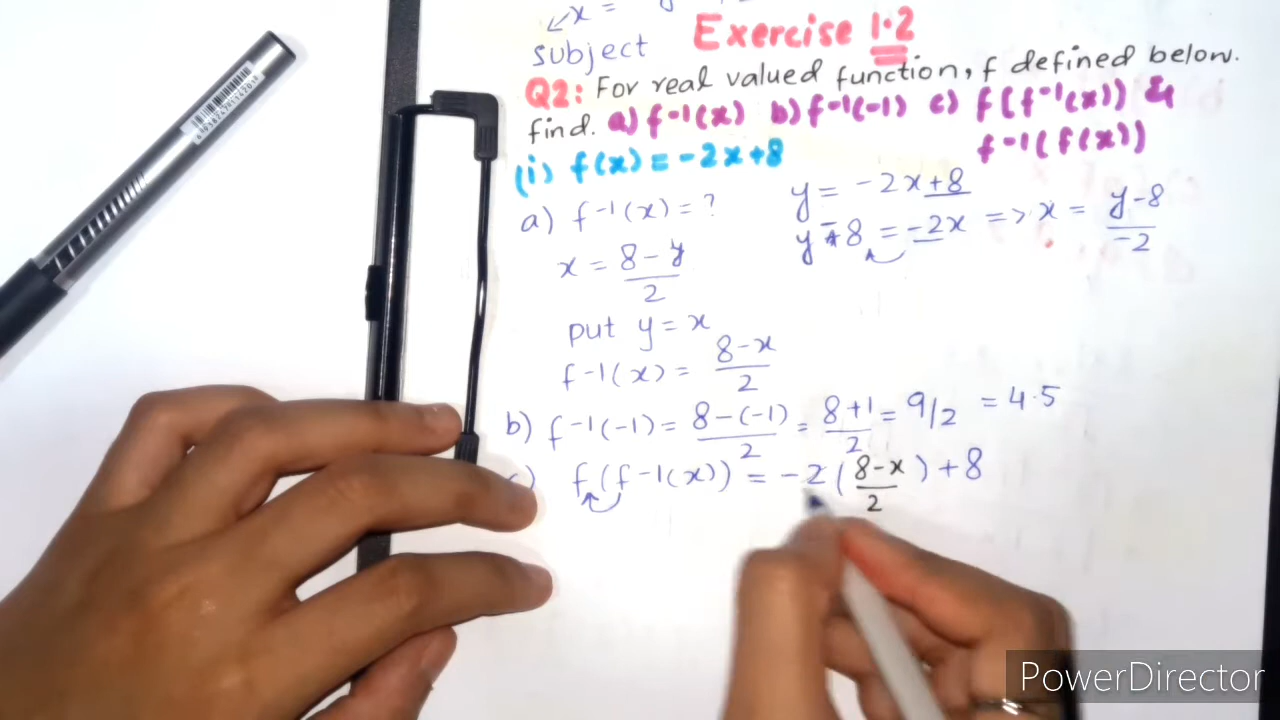 x =
subject
Exercise 1.2
Q2: For real valued function, f defined below.
find. a) f-1(x) b) f-1(-1) c) f(f-1(x)) &
f-1(f(x))
(i) f(x) = -2x+8
a) f-1(x) = ?
y = -2x+8
y-8 = -2x => x = y-8/-2
x = 8-y/2
put y = x
f-1(x) = 8-x/2
b) f-1(-1) = 8-(-1)/2 = 8+1/2 = 9/2 = 4.5
f(f-1(x)) = -2(8-x/2)+8
PowerDirector